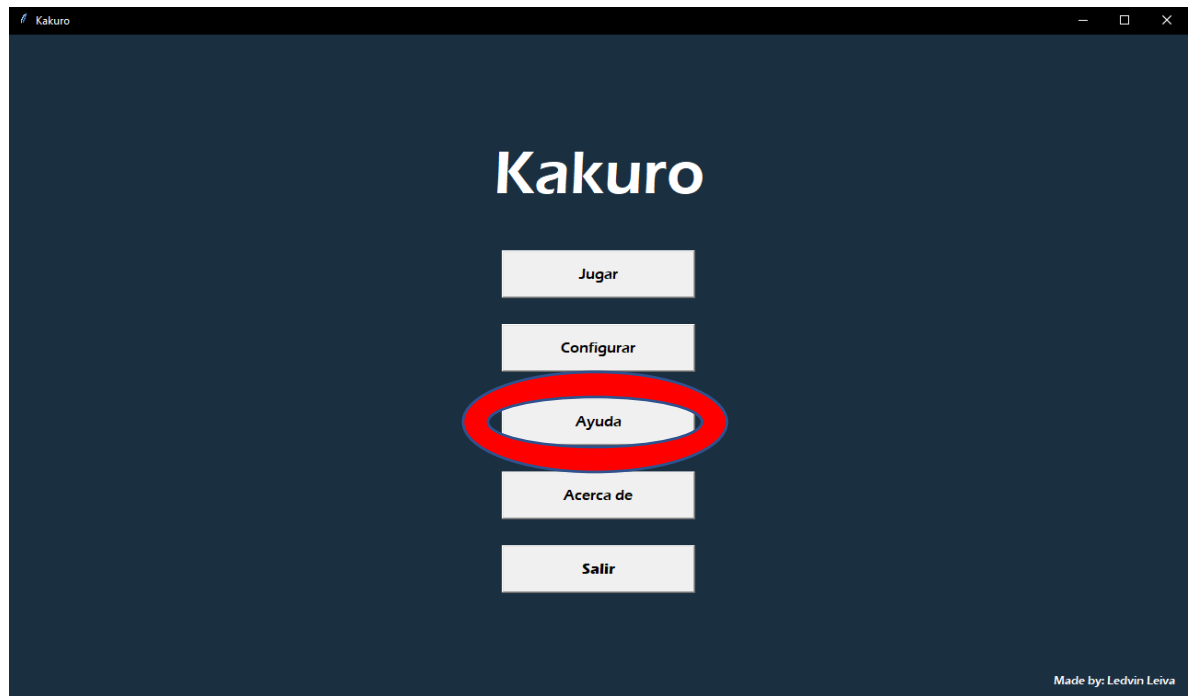 Kakuro
Kakuro
Jugar
Configurar
Ayuda
Acerca de
Salir
Made by: Ledvin Leiva